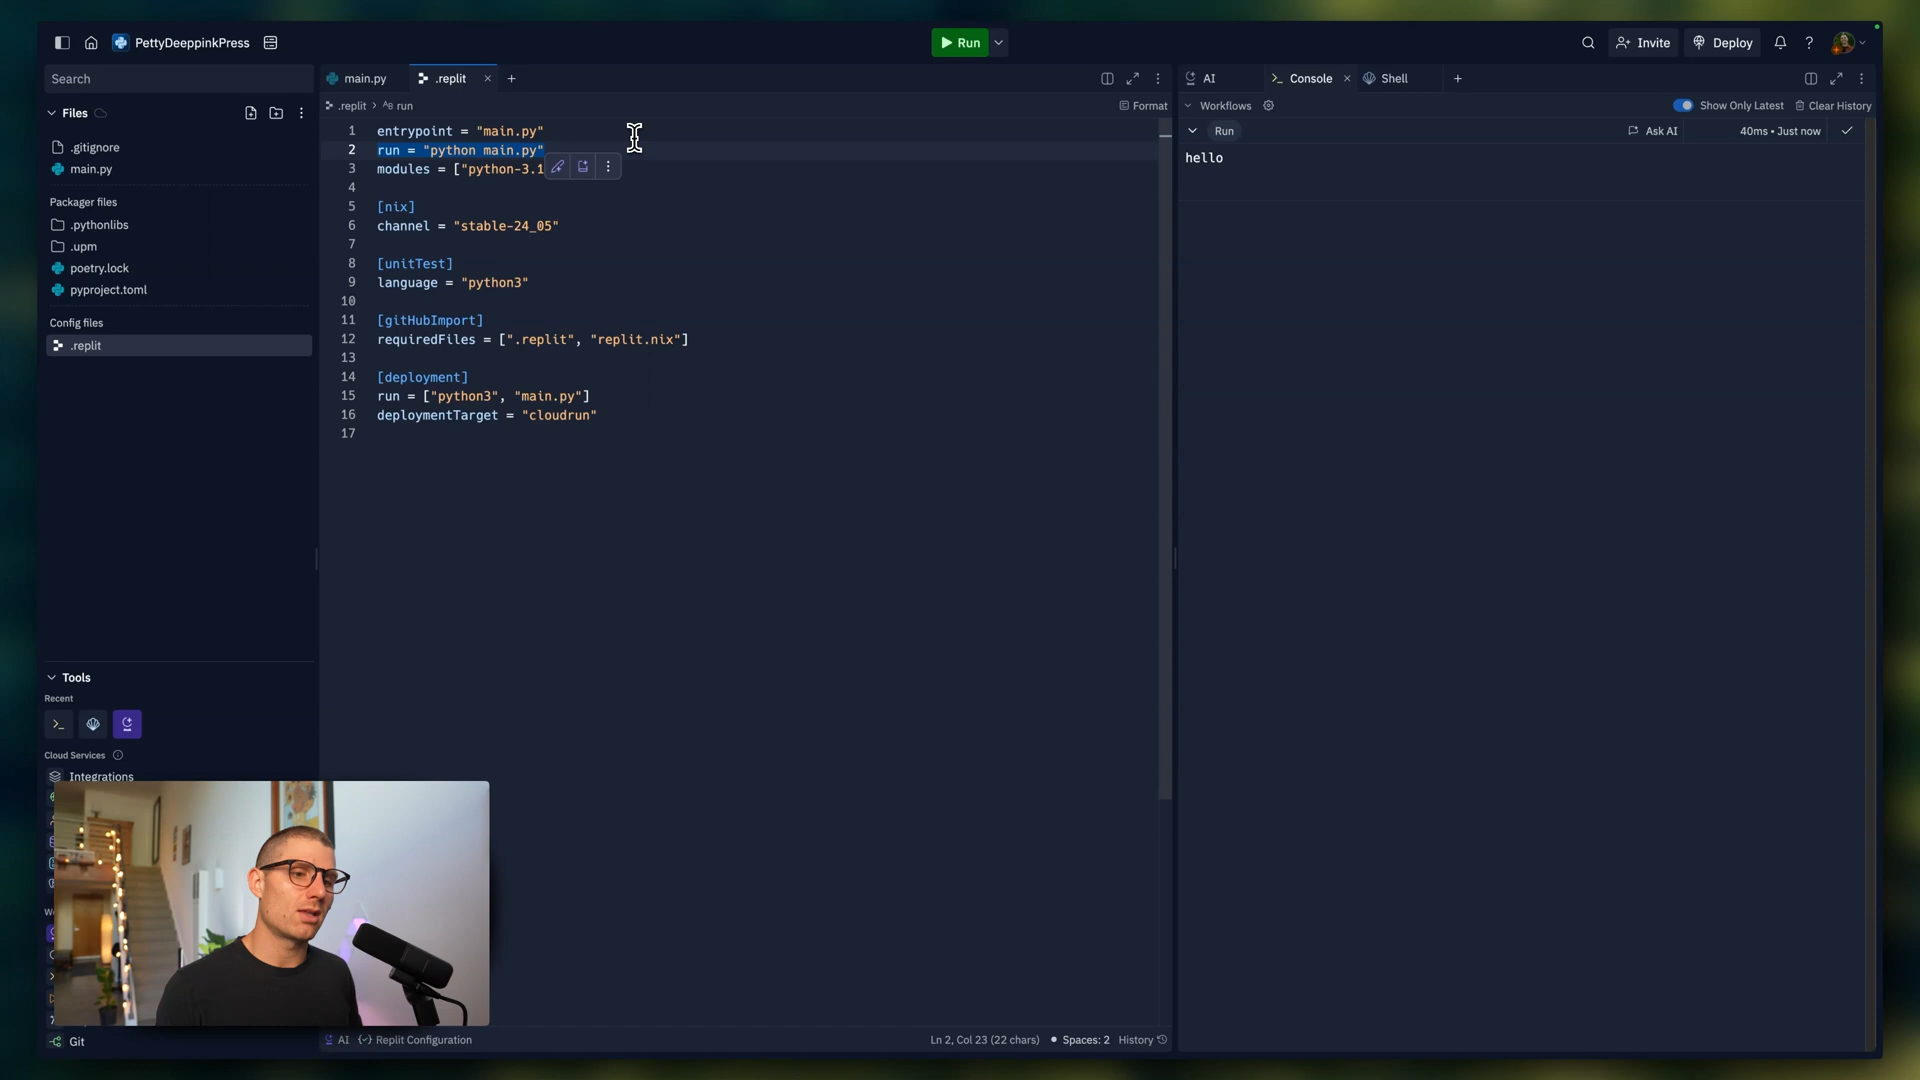 PettyDeeppinkPress
Run
Invite
Deploy
?
Search
Files
.gitignore
main.py
Packager files
.pythonlibs
.upm
poetry.lock
pyproject.toml
Config files
.replit
Tools
Recent
Cloud Services
Integrations
Git
main.py
.replit
.replit > run
Format
1 entrypoint = "main.py"
2 run = "python main.py"
3 modules = ["python-3.1
4
5 [nix]
6 channel = "stable-24_05"
7
8 [unitTest]
9 language = "python3"
10
11 [gitHubImport]
12 requiredFiles = [".replit", "replit.nix"]
13
14 [deployment]
15 run = ["python3", "main.py"]
16 deploymentTarget = "cloudrun"
17
AI Replit Configuration
Ln 2, Col 23 (22 chars) • Spaces: 2 History
AI
Console
Shell
Workflows
Show Only Latest
Clear History
Run
Ask AI
40ms • Just now
hello